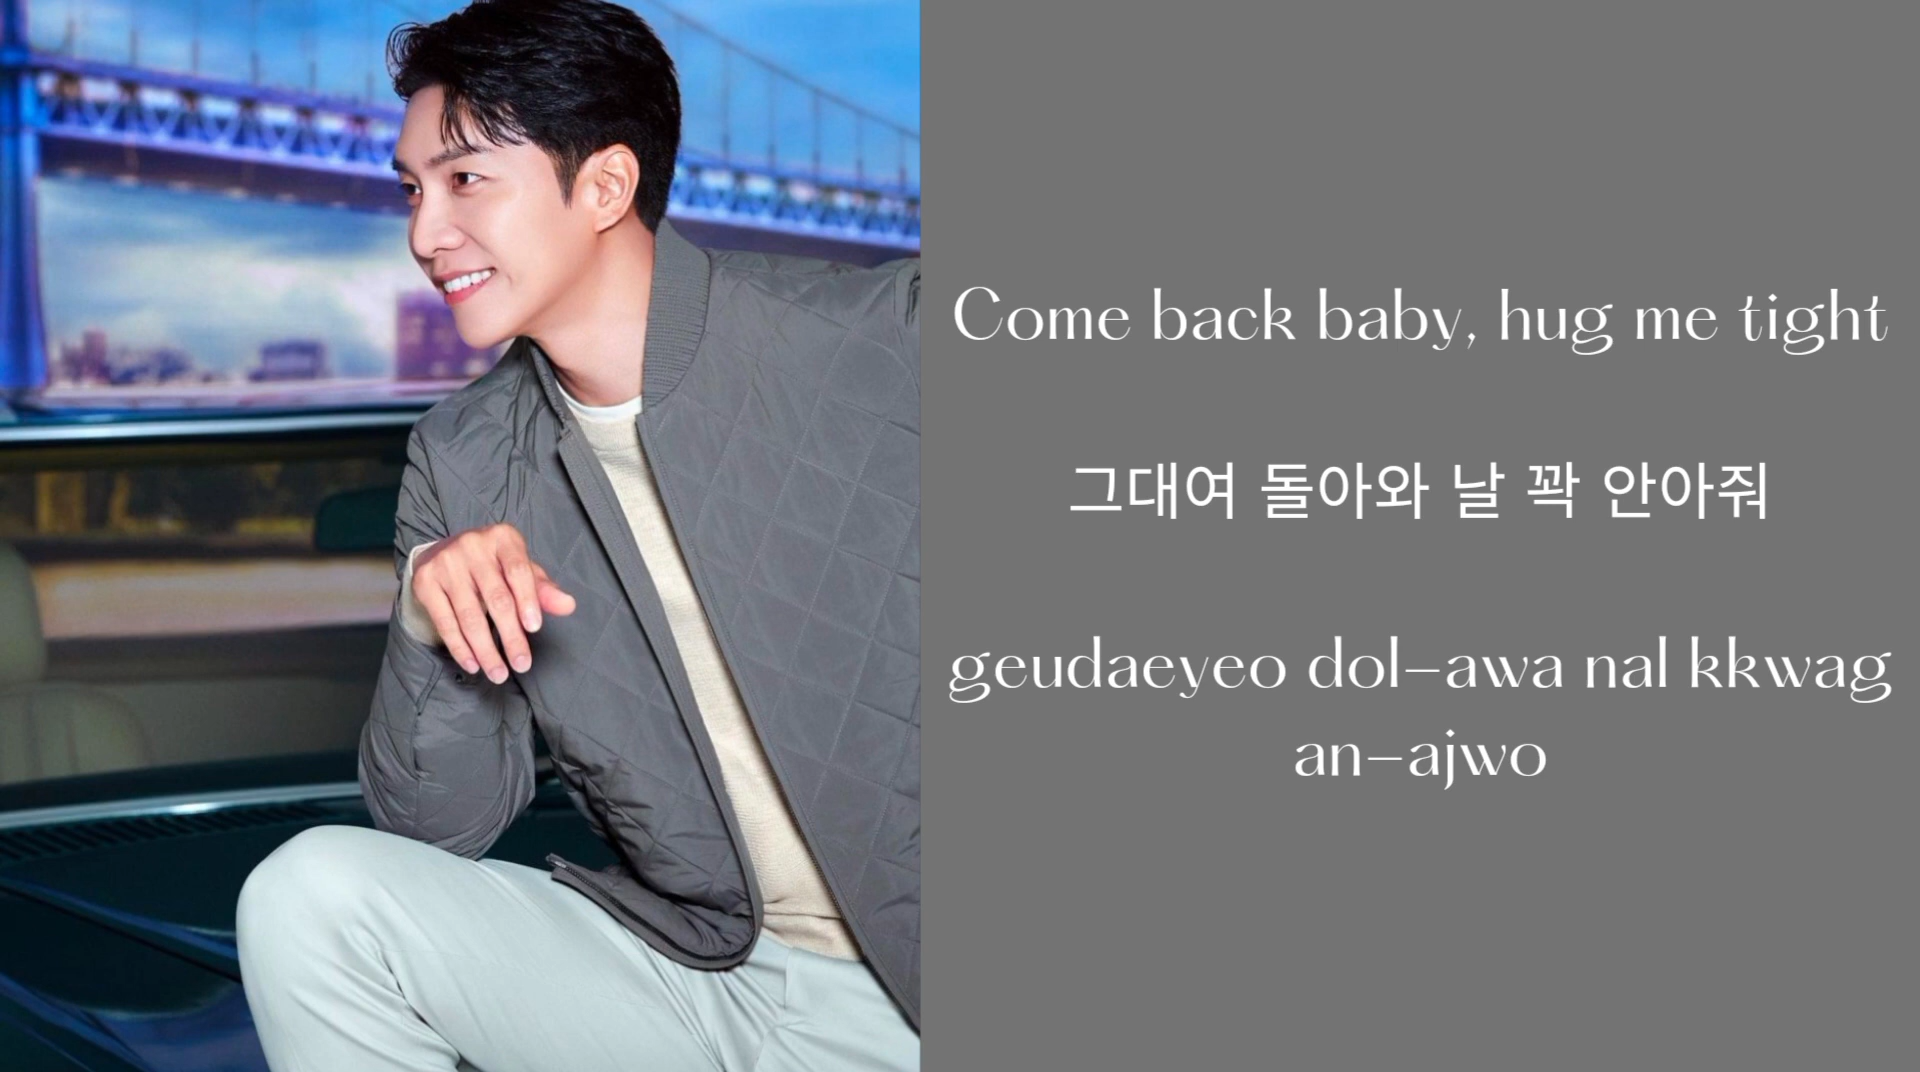 Come back baby, hug me tight
그대여 돌아와 날 꽉 안아줘
geudaeyeo dol-awa nal kkwag
an-ajwo